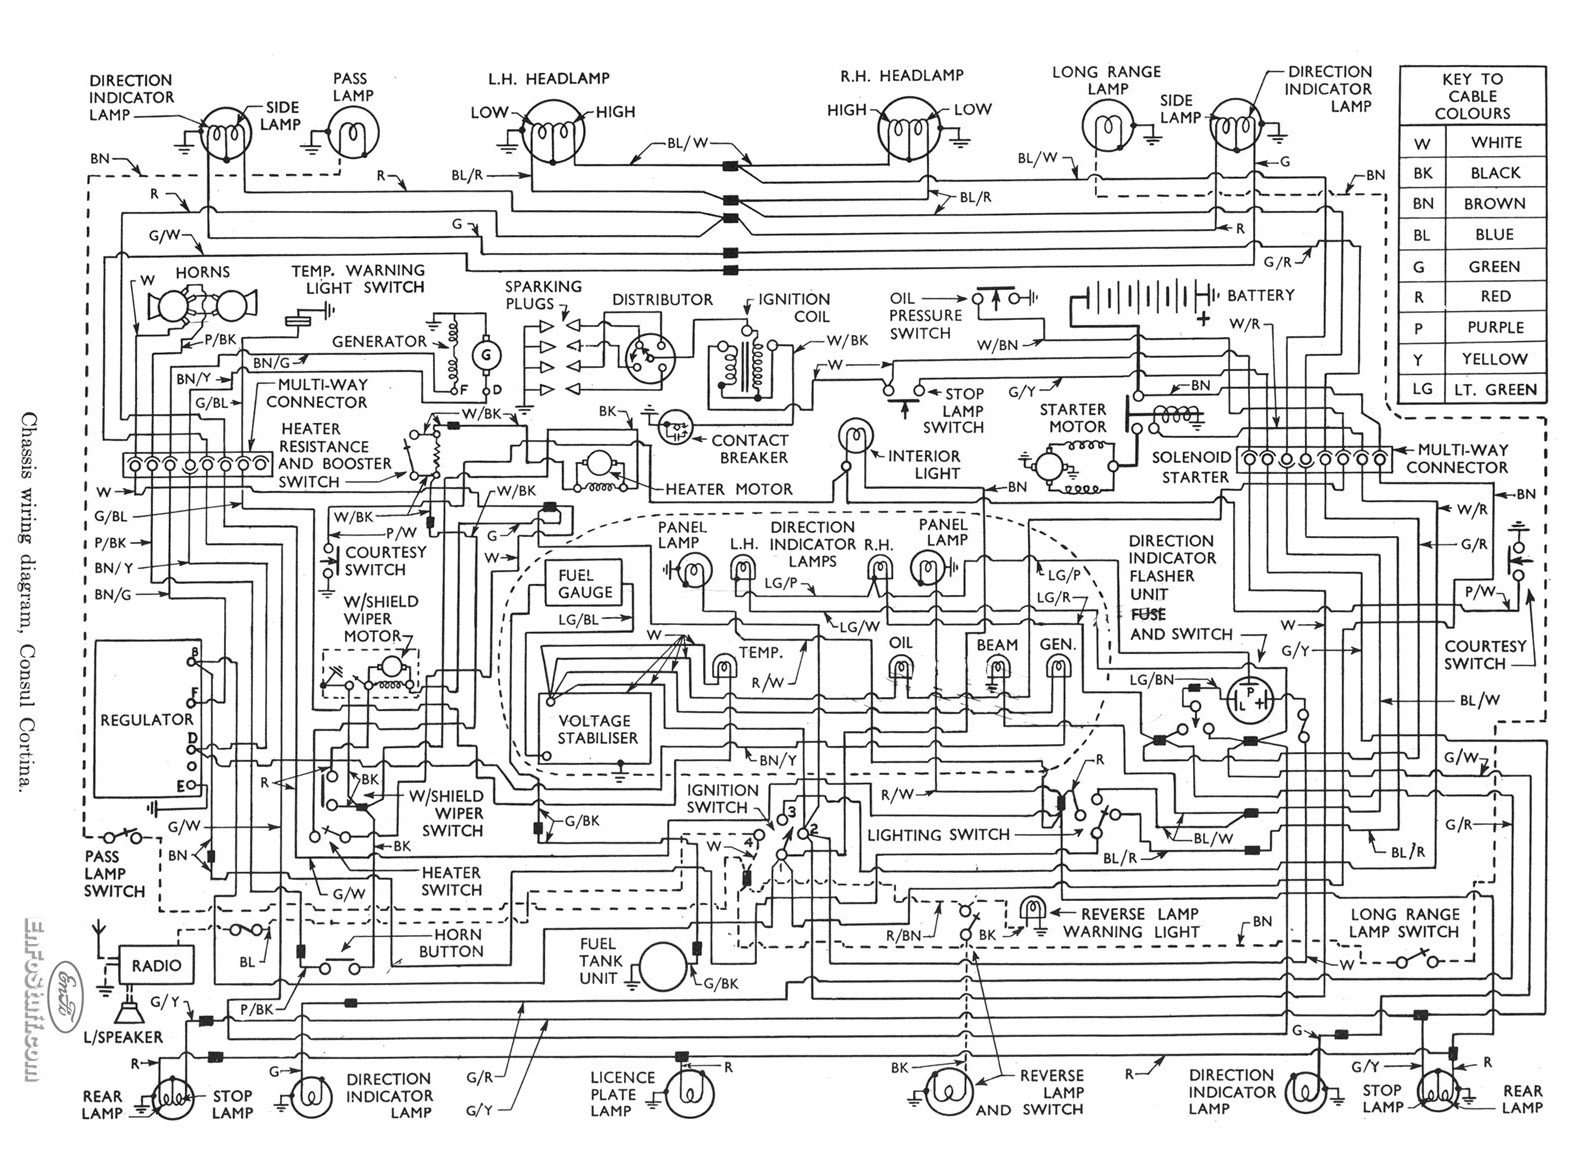 DIRECTION
INDICATOR
LAMP
SIDE
LAMP
PASS
LAMP
L.H. HEADLAMP
LOW
HIGH
R.H. HEADLAMP
HIGH
LOW
LONG RANGE
LAMP
SIDE
LAMP
DIRECTION
INDICATOR
LAMP
KEY TO
CABLE
COLOURS
W WHITE
BK BLACK
BN BROWN
BL BLUE
G GREEN
R RED
P PURPLE
Y YELLOW
LG LT. GREEN
BN
R
BL/R
BL/W
BL/W
G
BN
R
G/W
G
BL/R
R
G/R
HORNS
W
P/BK
TEMP. WARNING
LIGHT SWITCH
GENERATOR
G
F
D
SPARKING
PLUGS
DISTRIBUTOR
IGNITION
COIL
W/BK
OIL
PRESSURE
SWITCH
W/BN
BATTERY
+
W/R
BN/G
BN/Y
G/BL
MULTI-WAY
CONNECTOR
HEATER
RESISTANCE
AND BOOSTER
SWITCH
W/BK
BK
CONTACT
BREAKER
W
STOP
LAMP
SWITCH
G/Y
BN
STARTER
MOTOR
INTERIOR
LIGHT
HEATER MOTOR
SOLENOID
STARTER
MULTI-WAY
CONNECTOR
W
G/BL
P/BK
BN/Y
BN/G
W/BK
W/BK
P/W
G
W
COURTESY
SWITCH
BN
BN
W/R
G/R
FUEL
GAUGE
LG/BL
PANEL
LAMP
L.H.
DIRECTION
INDICATOR
LAMPS
R.H.
PANEL
LAMP
LG/P
LG/P
LG/R
LG/W
DIRECTION
INDICATOR
FLASHER
UNIT
FUSE
AND SWITCH
P/W
W
G/Y
COURTESY
SWITCH
W/SHIELD
WIPER
MOTOR
W
TEMP.
R/W
OIL
BEAM
GEN.
LG/BN
P
L
+
BL/W
REGULATOR
B
F
D
E
VOLTAGE
STABILISER
BN/Y
G/W
R
BK
W/SHIELD
WIPER
SWITCH
IGNITION
SWITCH
R/W
R
LIGHTING SWITCH
G/W
G/BK
3
2
4
W
BL/W
BL/R
BL/R
G/R
PASS
LAMP
SWITCH
BN
BK
HEATER
SWITCH
G/W
REVERSE LAMP
WARNING LIGHT
R/BN
BK
BN
LONG RANGE
LAMP SWITCH
W
HORN
BUTTON
BL
P/BK
FUEL
TANK
UNIT
G/BK
RADIO
L/SPEAKER
G/Y
R
REAR
LAMP
STOP
LAMP
G
DIRECTION
INDICATOR
LAMP
G/R
G/Y
LICENCE
PLATE
LAMP
R
BK
REVERSE
LAMP
AND SWITCH
R
DIRECTION
INDICATOR
LAMP
G
G/Y
R
STOP
LAMP
REAR
LAMP
Chassis wiring diagram, Consul Cortina.
EnfoStuff.com